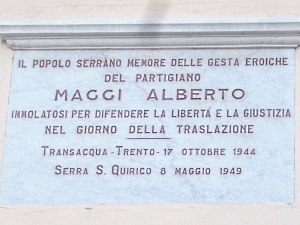 IL POPOLO SERRANO MEMORE DELLE GESTA EROICHE
DEL PARTIGIANO
MAGGI ALBERTO
IMMOLATOSI PER DIFENDERE LA LIBERTÀ E LA GIUSTIZIA
NEL GIORNO DELLA TRASLAZIONE
TRANSACQUA - TRENTO - 17 OTTOBRE 1944
SERRA S. QUIRICO 8 MAGGIO 1949